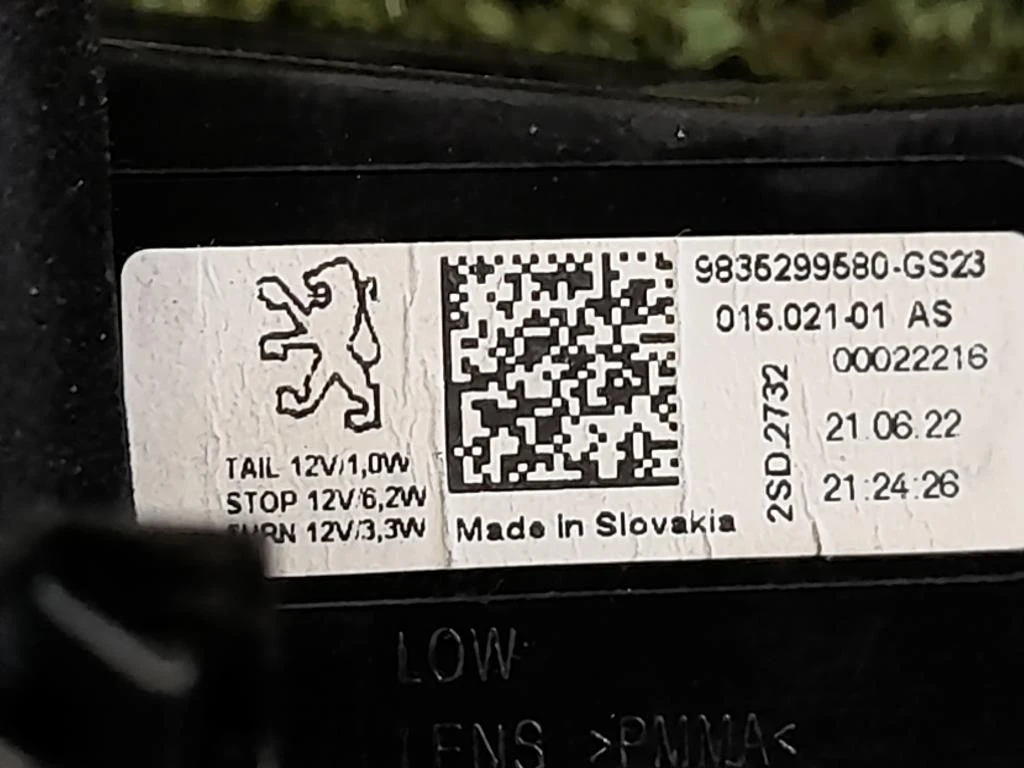 9835299580-GS23
015.021-01 AS
00022216
2SD.2732
21.06.22
21:24:26
TAIL 12V/1,0W
STOP 12V/6,2W
12V/3,3W
Made in Slovakia
LOW
LENS >PMMA<